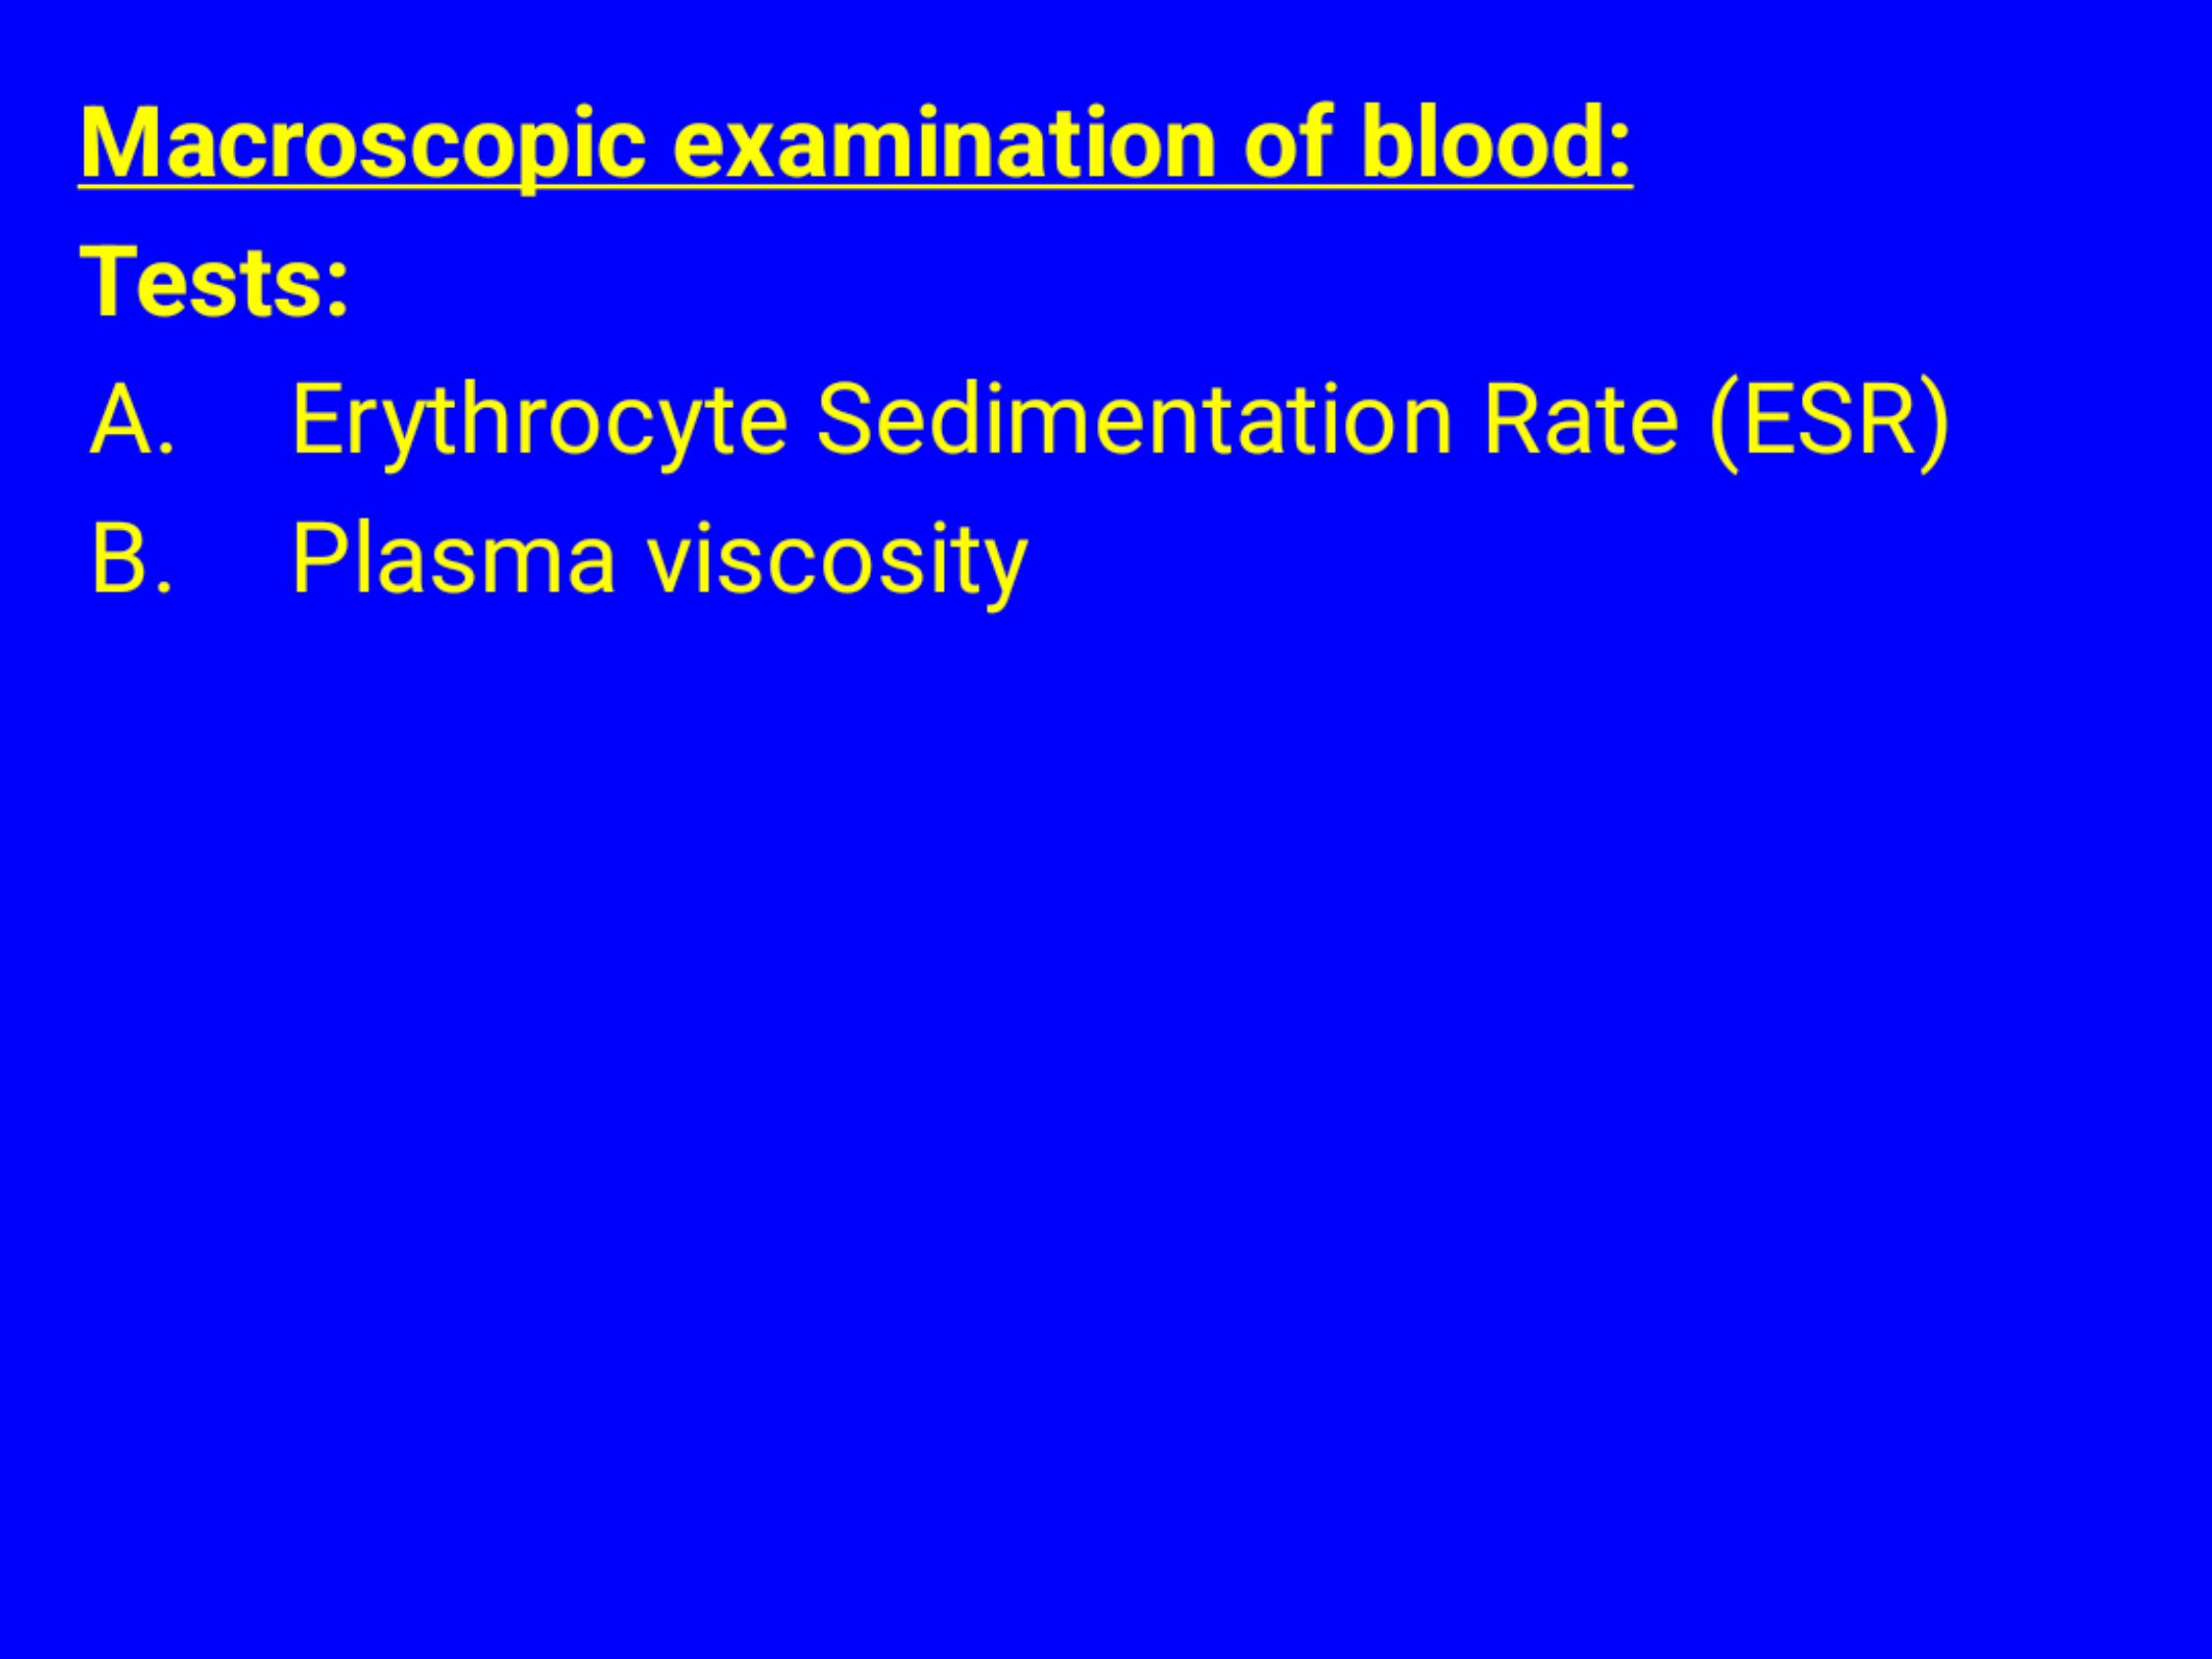 Macroscopic examination of blood:
Tests:
A. Erythrocyte Sedimentation Rate (ESR)
B. Plasma viscosity